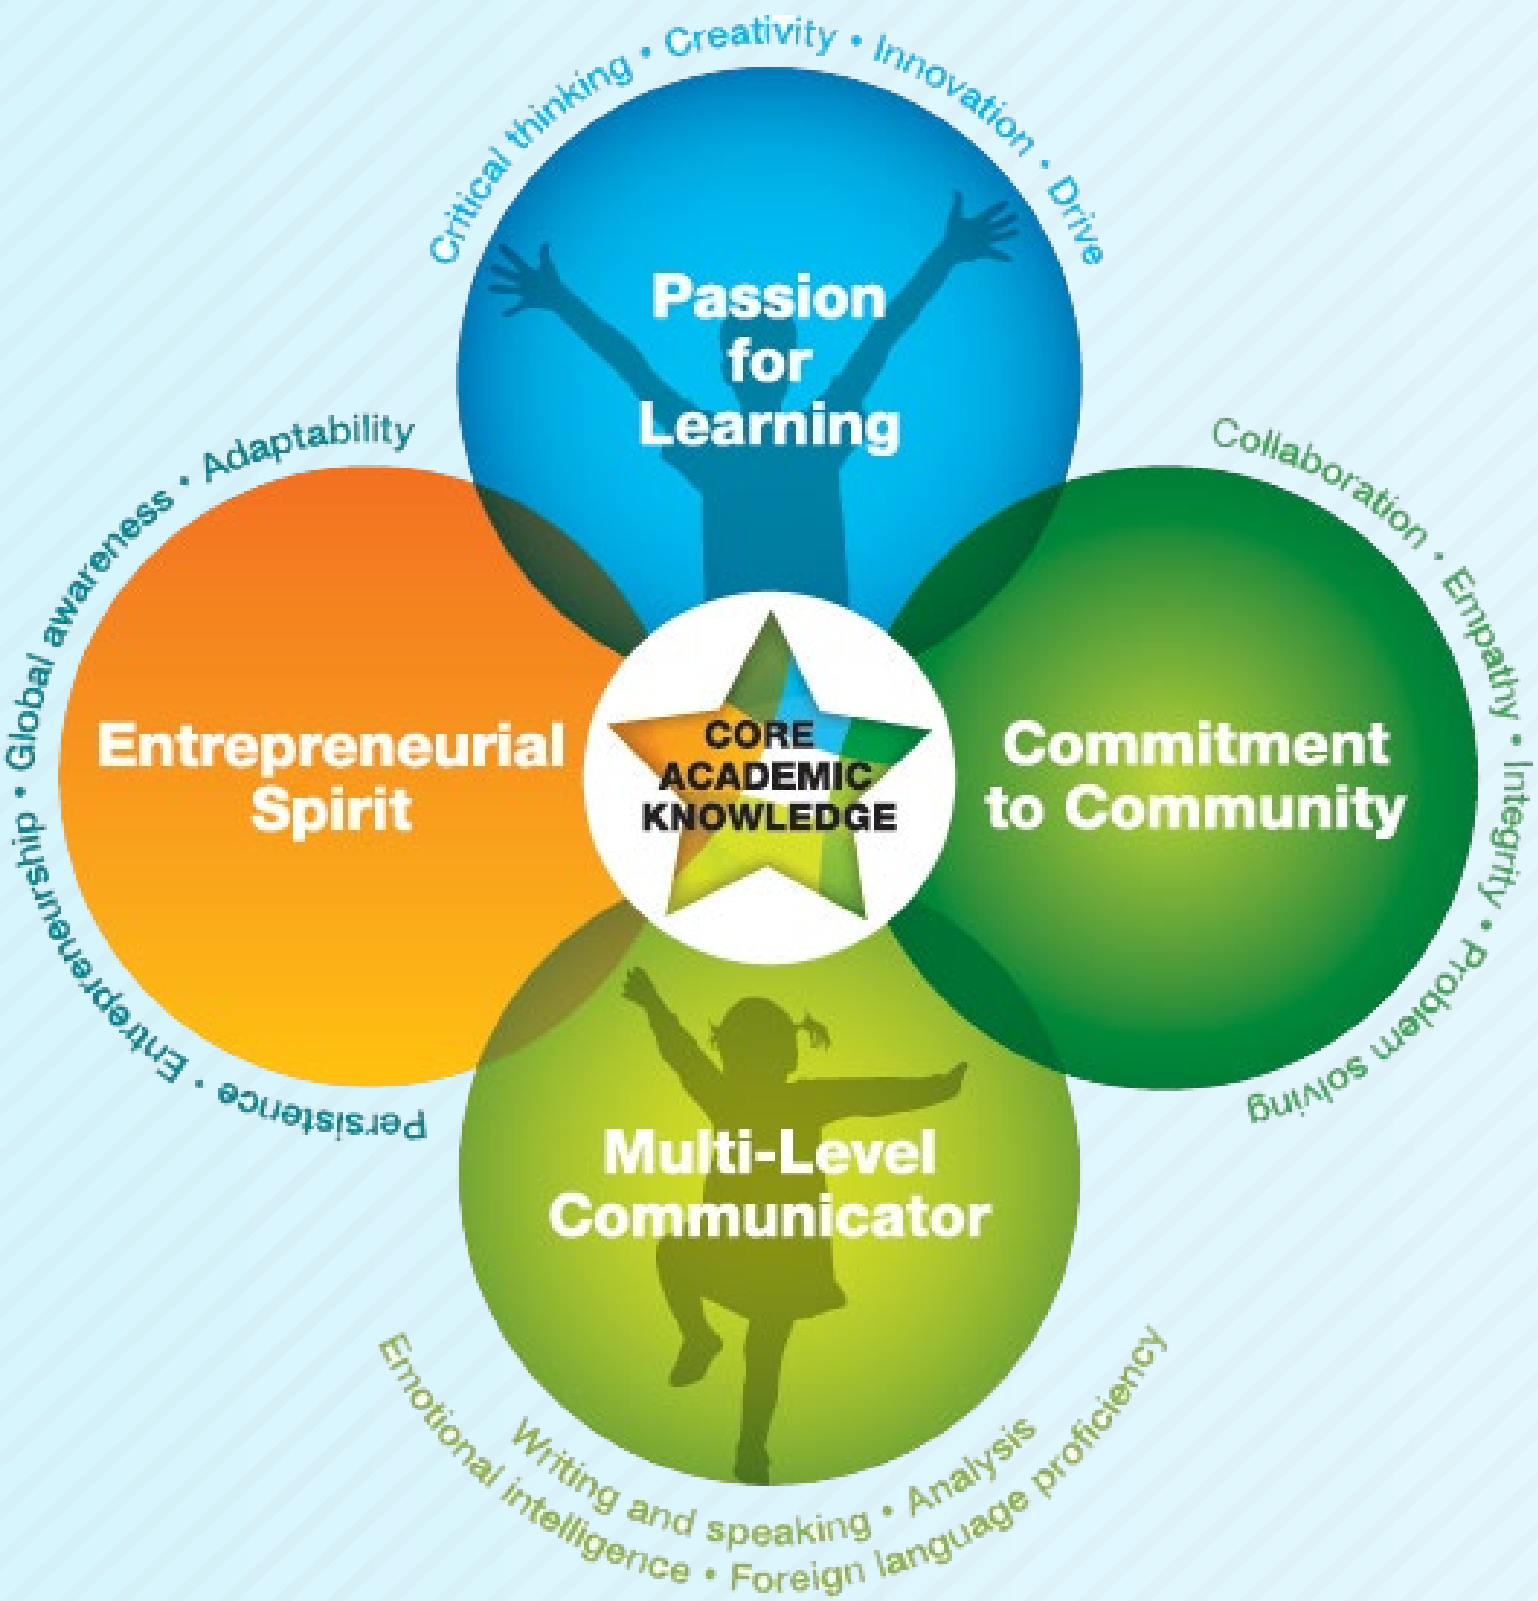 Critical thinking • Creativity • Innovation • Drive
Passion
for
Learning
Persistence • Entrepreneurship • Global awareness • Adaptability
Entrepreneurial
Spirit
CORE
ACADEMIC
KNOWLEDGE
Commitment
to Community
Collaboration • Empathy • Integrity • Problem solving
Multi-Level
Communicator
Writing and speaking • Analysis
Emotional intelligence • Foreign language proficiency